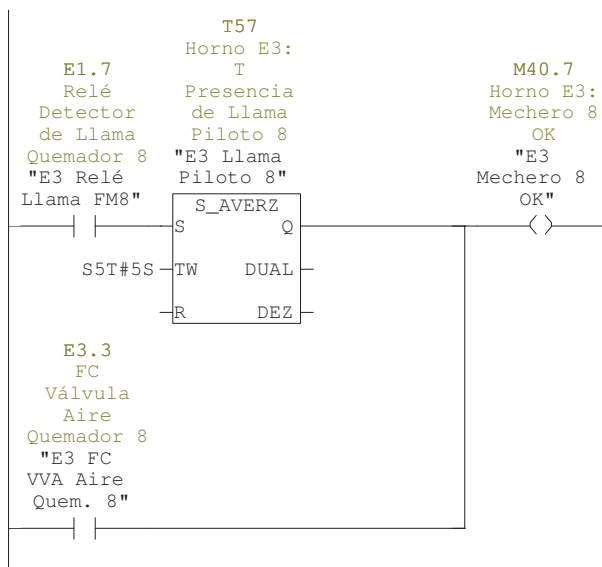 T57
Horno E3:
T
Presencia
de Llama
Piloto 8
"E3 Llama
Piloto 8"
E1.7
Relé
Detector
de Llama
Quemador 8
"E3 Relé
Llama FM8"
M40.7
Horno E3:
Mechero 8
OK
"E3
Mechero 8
OK"
S_AVERZ
S Q
S5T#5S TW DUAL
R DEZ
E3.3
FC
Válvula
Aire
Quemador 8
"E3 FC
VVA Aire
Quem. 8"